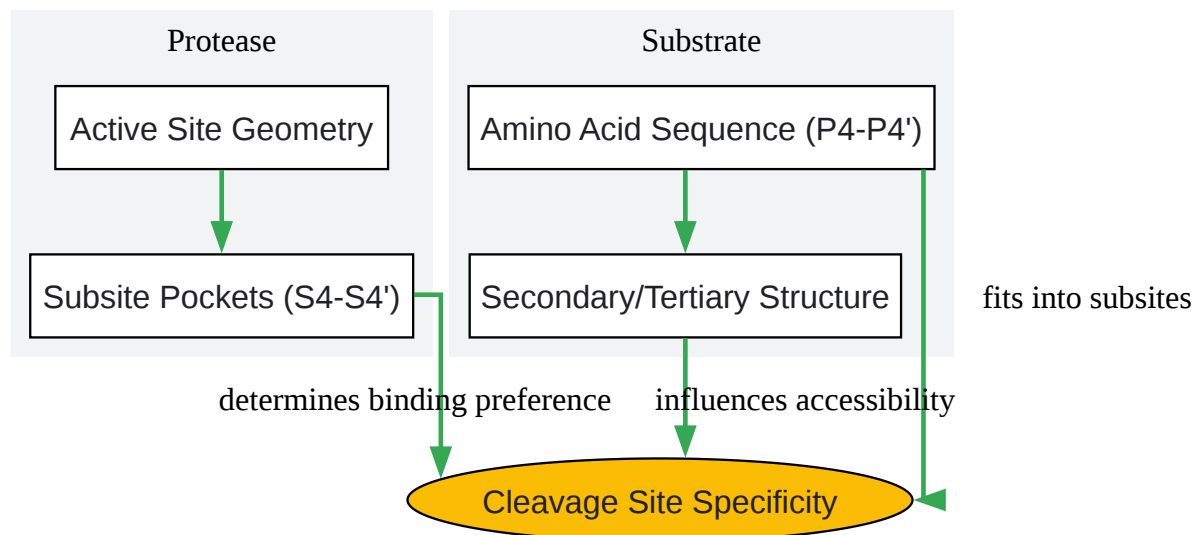 Protease
Substrate
Active Site Geometry
Amino Acid Sequence (P4-P4')
Subsite Pockets (S4-S4')
Secondary/Tertiary Structure
fits into subsites
determines binding preference
influences accessibility
Cleavage Site Specificity